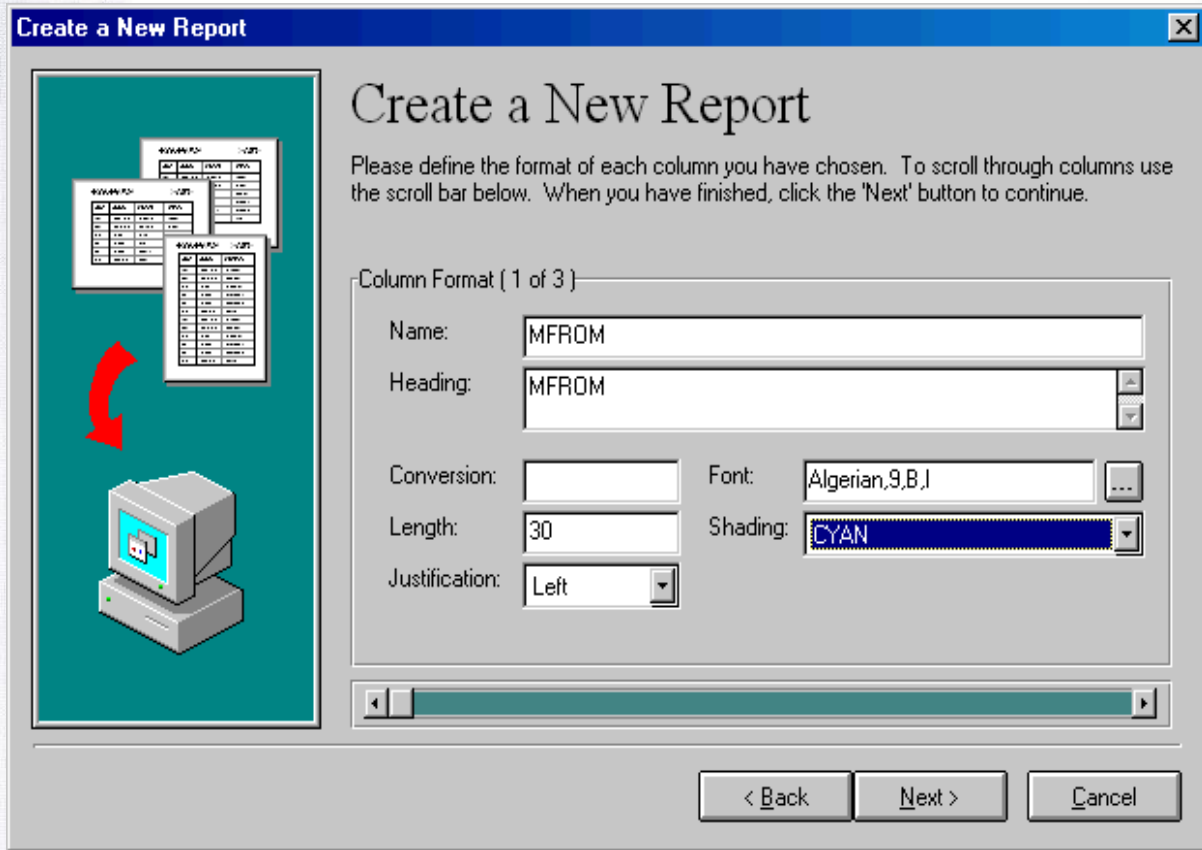 Create a New Report
Create a New Report
Please define the format of each column you have chosen. To scroll through columns use
the scroll bar below. When you have finished, click the 'Next' button to continue.
Column Format ( 1 of 3 )
Name: MFROM
Heading: MFROM
Conversion: Font: Algerian,9,B,I ...
Length: 30 Shading: CYAN
Justification: Left
< Back Next > Cancel